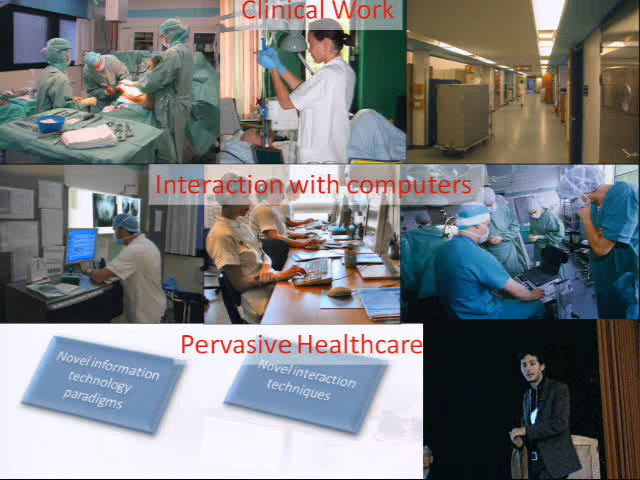 Clinical Work
Interaction with computers
Pervasive Healthcare
Novel information
technology
paradigms
Novel interaction
techniques